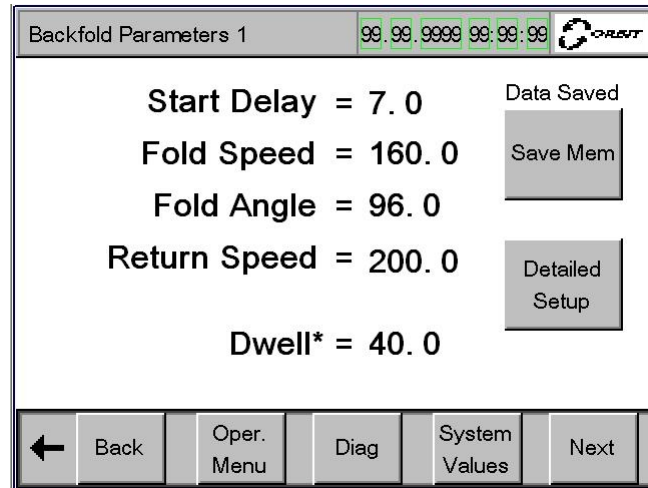 Backfold Parameters 1 99.99.9999 99:99:99 ORBIT
Start Delay = 7.0
Data Saved
Fold Speed = 160.0
Save Mem
Fold Angle = 96.0
Return Speed = 200.0
Detailed
Setup
Dwell* = 40.0
Back
Oper.
Menu
Diag
System
Values
Next